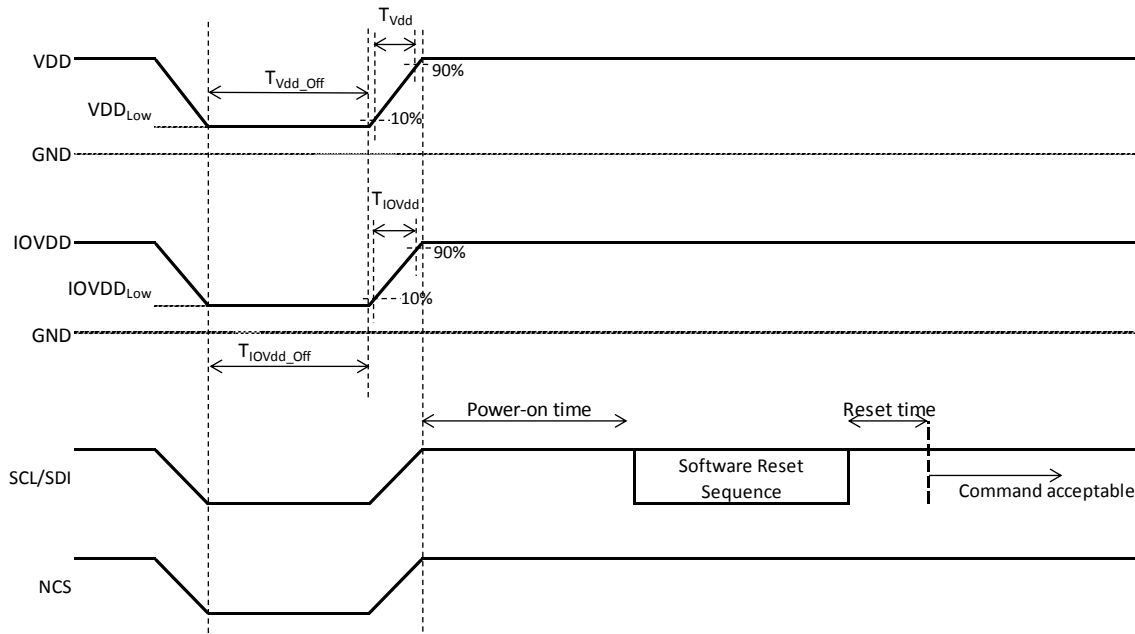 T_Vdd
VDD
90%
T_Vdd_Off
VDD_Low
10%
GND
T_IOVdd
IOVDD
90%
IOVDD_Low
10%
GND
T_IOVdd_Off
Power-on time
Reset time
SCL/SDI
Software Reset
Sequence
Command acceptable
NCS